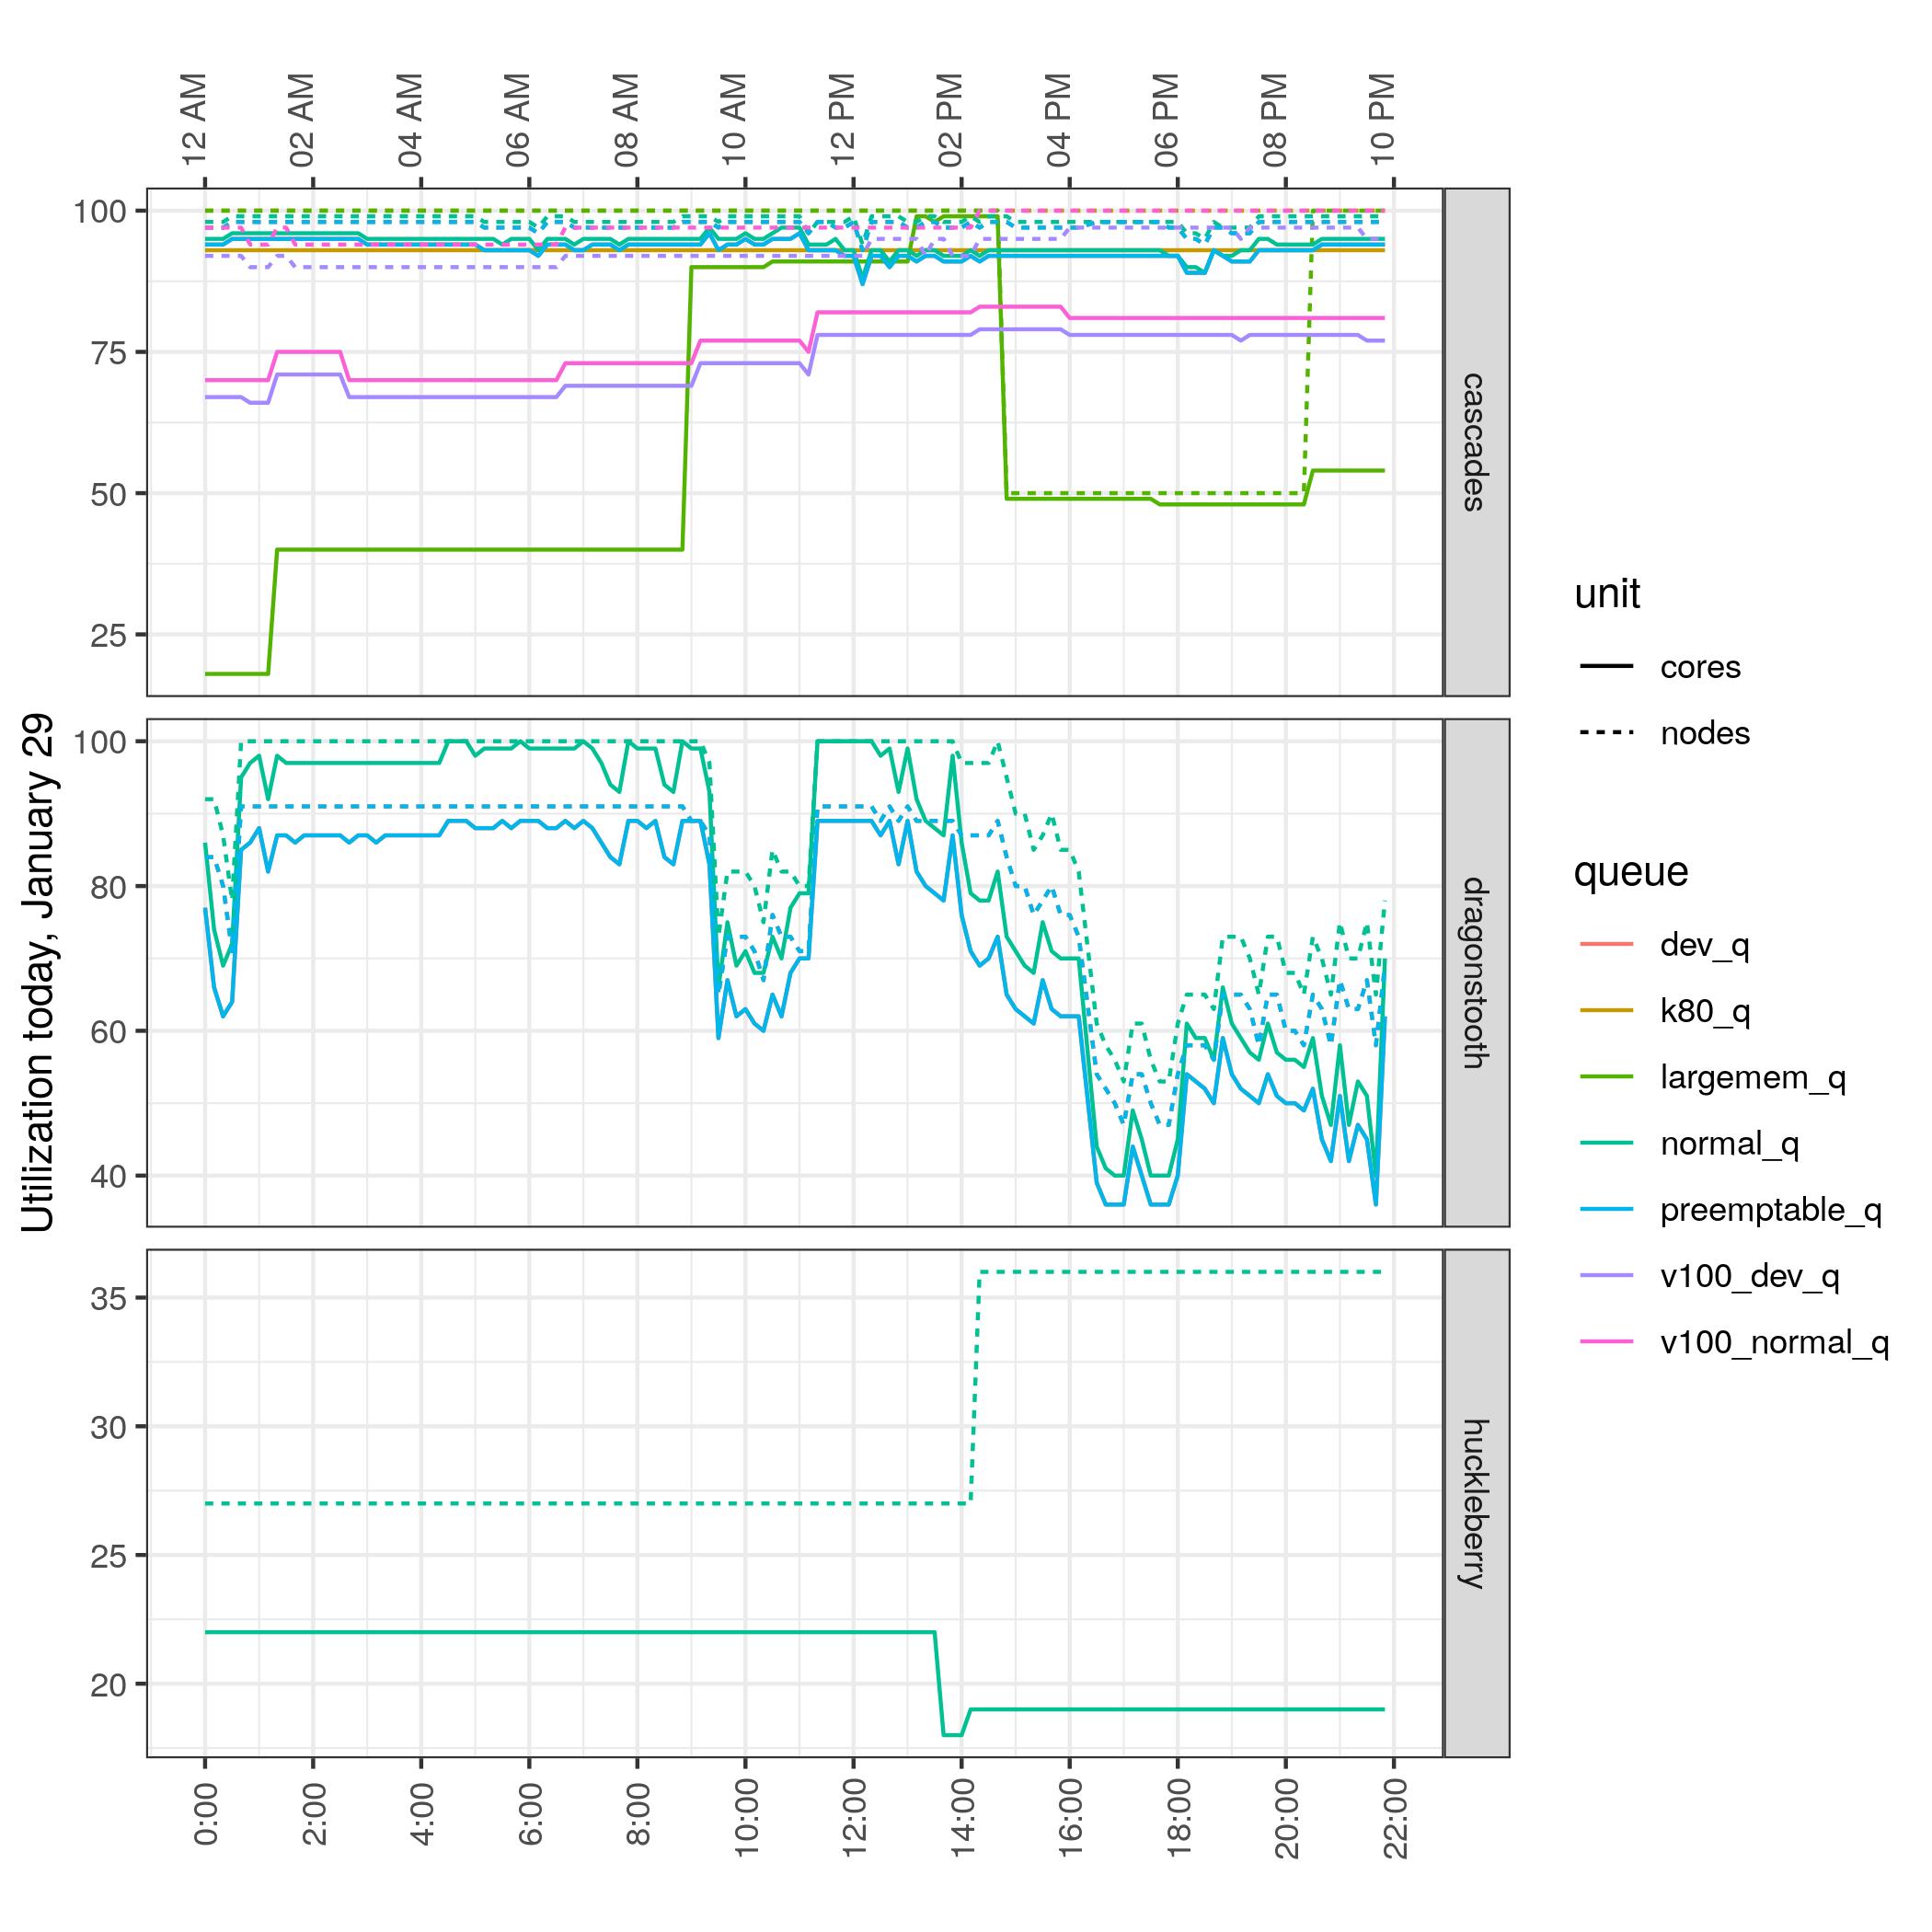 12 AM
02 AM
04 AM
06 AM
08 AM
10 AM
12 PM
02 PM
04 PM
06 PM
08 PM
10 PM
Utilization today, January 29
100
75
50
25
cascades
100
80
60
40
dragonstooth
35
30
25
20
huckleberry
0:00
2:00
4:00
6:00
8:00
10:00
12:00
14:00
16:00
18:00
20:00
22:00
unit
cores
nodes
queue
dev_q
k80_q
largemem_q
normal_q
preemptable_q
v100_dev_q
v100_normal_q